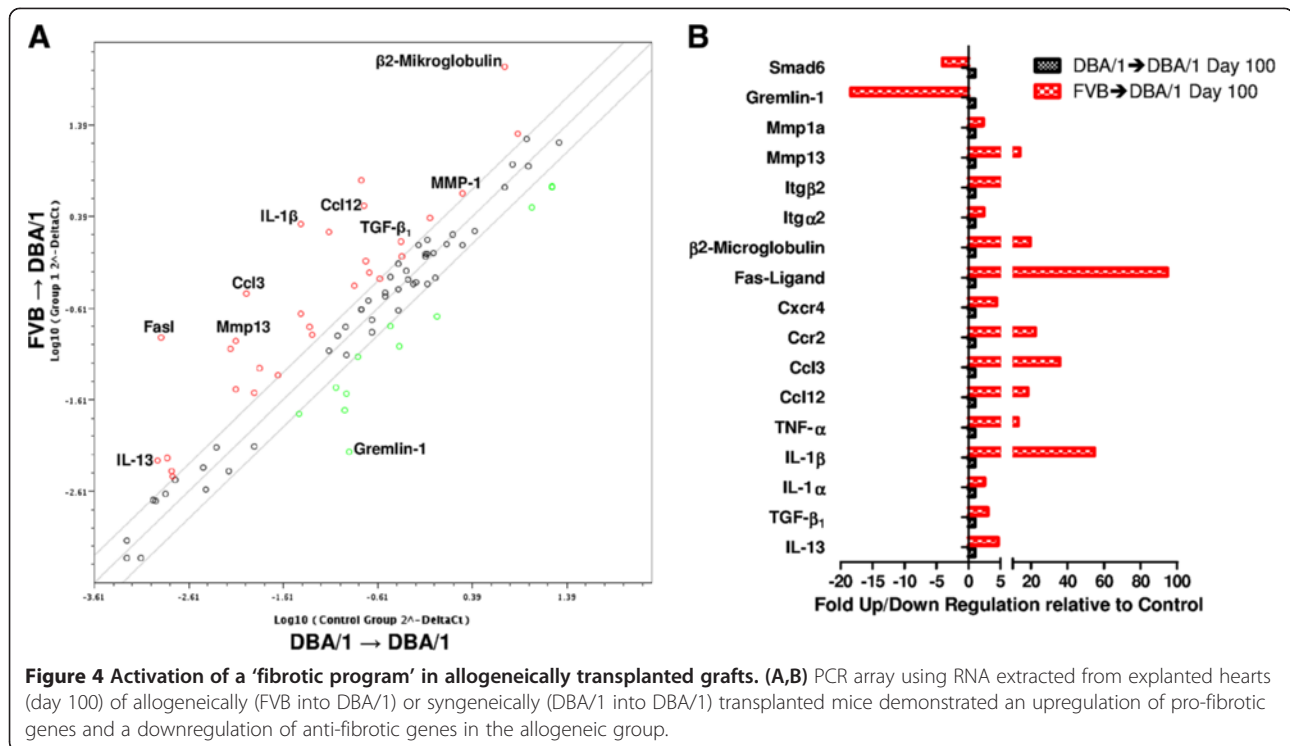 A
β2-Mikroglobulin
1.39
MMP-1
Ccl12
IL-1β
0.39
TGF-β₁
FVB → DBA/1
Log10 (Group 1 2^-DeltaCt)
Ccl3
-0.61
Fasl
Mmp13
-1.61
Gremlin-1
IL-13
-2.61
-3.61
-2.61
-1.61
-0.61
0.39
1.39
Log10 (Control Group 2^-DeltaCt)
DBA/1 → DBA/1
B
DBA/1➔DBA/1 Day 100
FVB➔DBA/1 Day 100
Smad6
Gremlin-1
Mmp1a
Mmp13
Itgβ2
Itgα2
β2-Microglobulin
Fas-Ligand
Cxcr4
Ccr2
Ccl3
Ccl12
TNF-α
IL-1β
IL-1α
TGF-β₁
IL-13
-20 -15 -10 -5 0 5 20 40 60 80 100
Fold Up/Down Regulation relative to Control
Figure 4 Activation of a ‘fibrotic program’ in allogeneically transplanted grafts. (A,B) PCR array using RNA extracted from explanted hearts
(day 100) of allogeneically (FVB into DBA/1) or syngeneically (DBA/1 into DBA/1) transplanted mice demonstrated an upregulation of pro-fibrotic
genes and a downregulation of anti-fibrotic genes in the allogeneic group.